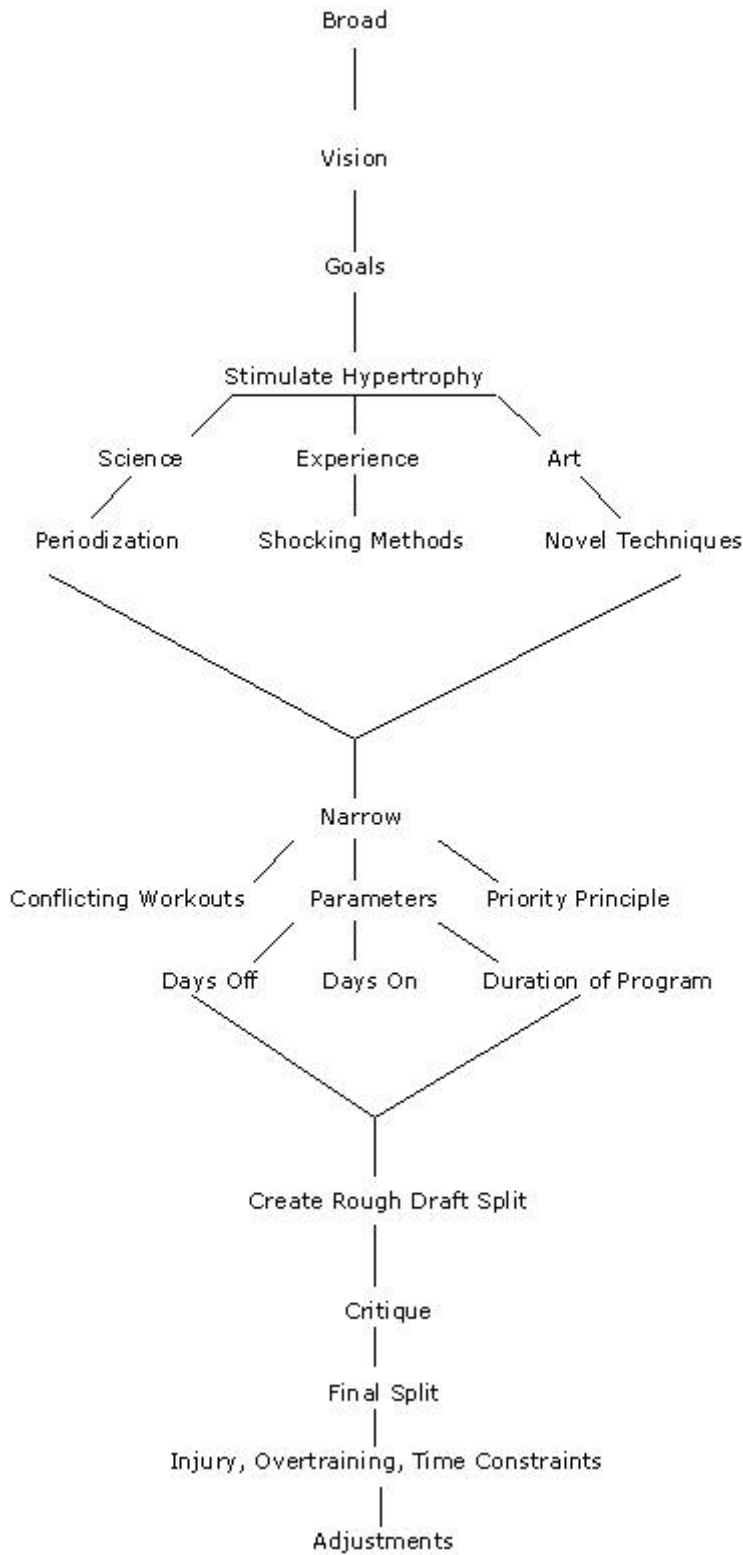 Broad
Vision
Goals
Stimulate Hypertrophy
Science Experience Art
Periodization Shocking Methods Novel Techniques
Narrow
Conflicting Workouts Parameters Priority Principle
Days Off Days On Duration of Program
Create Rough Draft Split
Critique
Final Split
Injury, Overtraining, Time Constraints
Adjustments